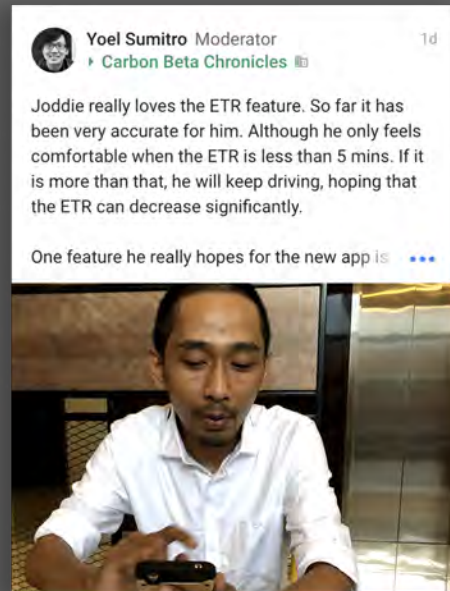 Yoel Sumitro Moderator 1d
Carbon Beta Chronicles
Joddie really loves the ETR feature. So far it has
been very accurate for him. Although he only feels
comfortable when the ETR is less than 5 mins. If it
is more than that, he will keep driving, hoping that
the ETR can decrease significantly.
One feature he really hopes for the new app is ...